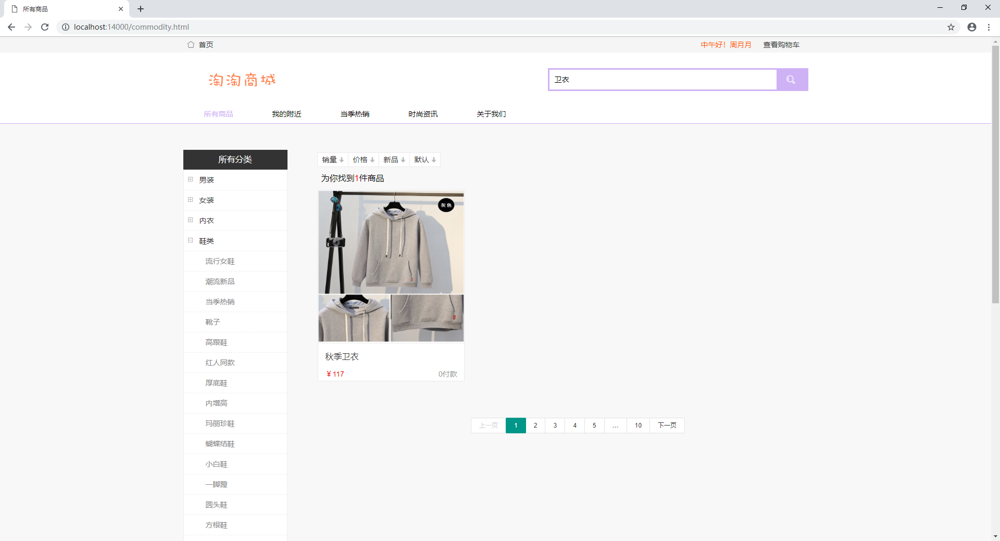 所有商品
localhost:14000/commodity.html
首页 中午好！周月月 查看购物车
淘淘商城
卫衣
所有商品 我的附近 当季热销 时尚资讯 关于我们
所有分类
男装
女装
内衣
鞋类
流行女鞋
潮流新品
当季热销
靴子
高跟鞋
红人同款
厚底鞋
内增高
玛丽珍鞋
蝴蝶结鞋
小白鞋
一脚蹬
圆头鞋
方根鞋
销量 价格 新品 默认
为你找到1件商品
灰色
秋季卫衣
￥117 0付款
上一页 1 2 3 4 5 … 10 下一页